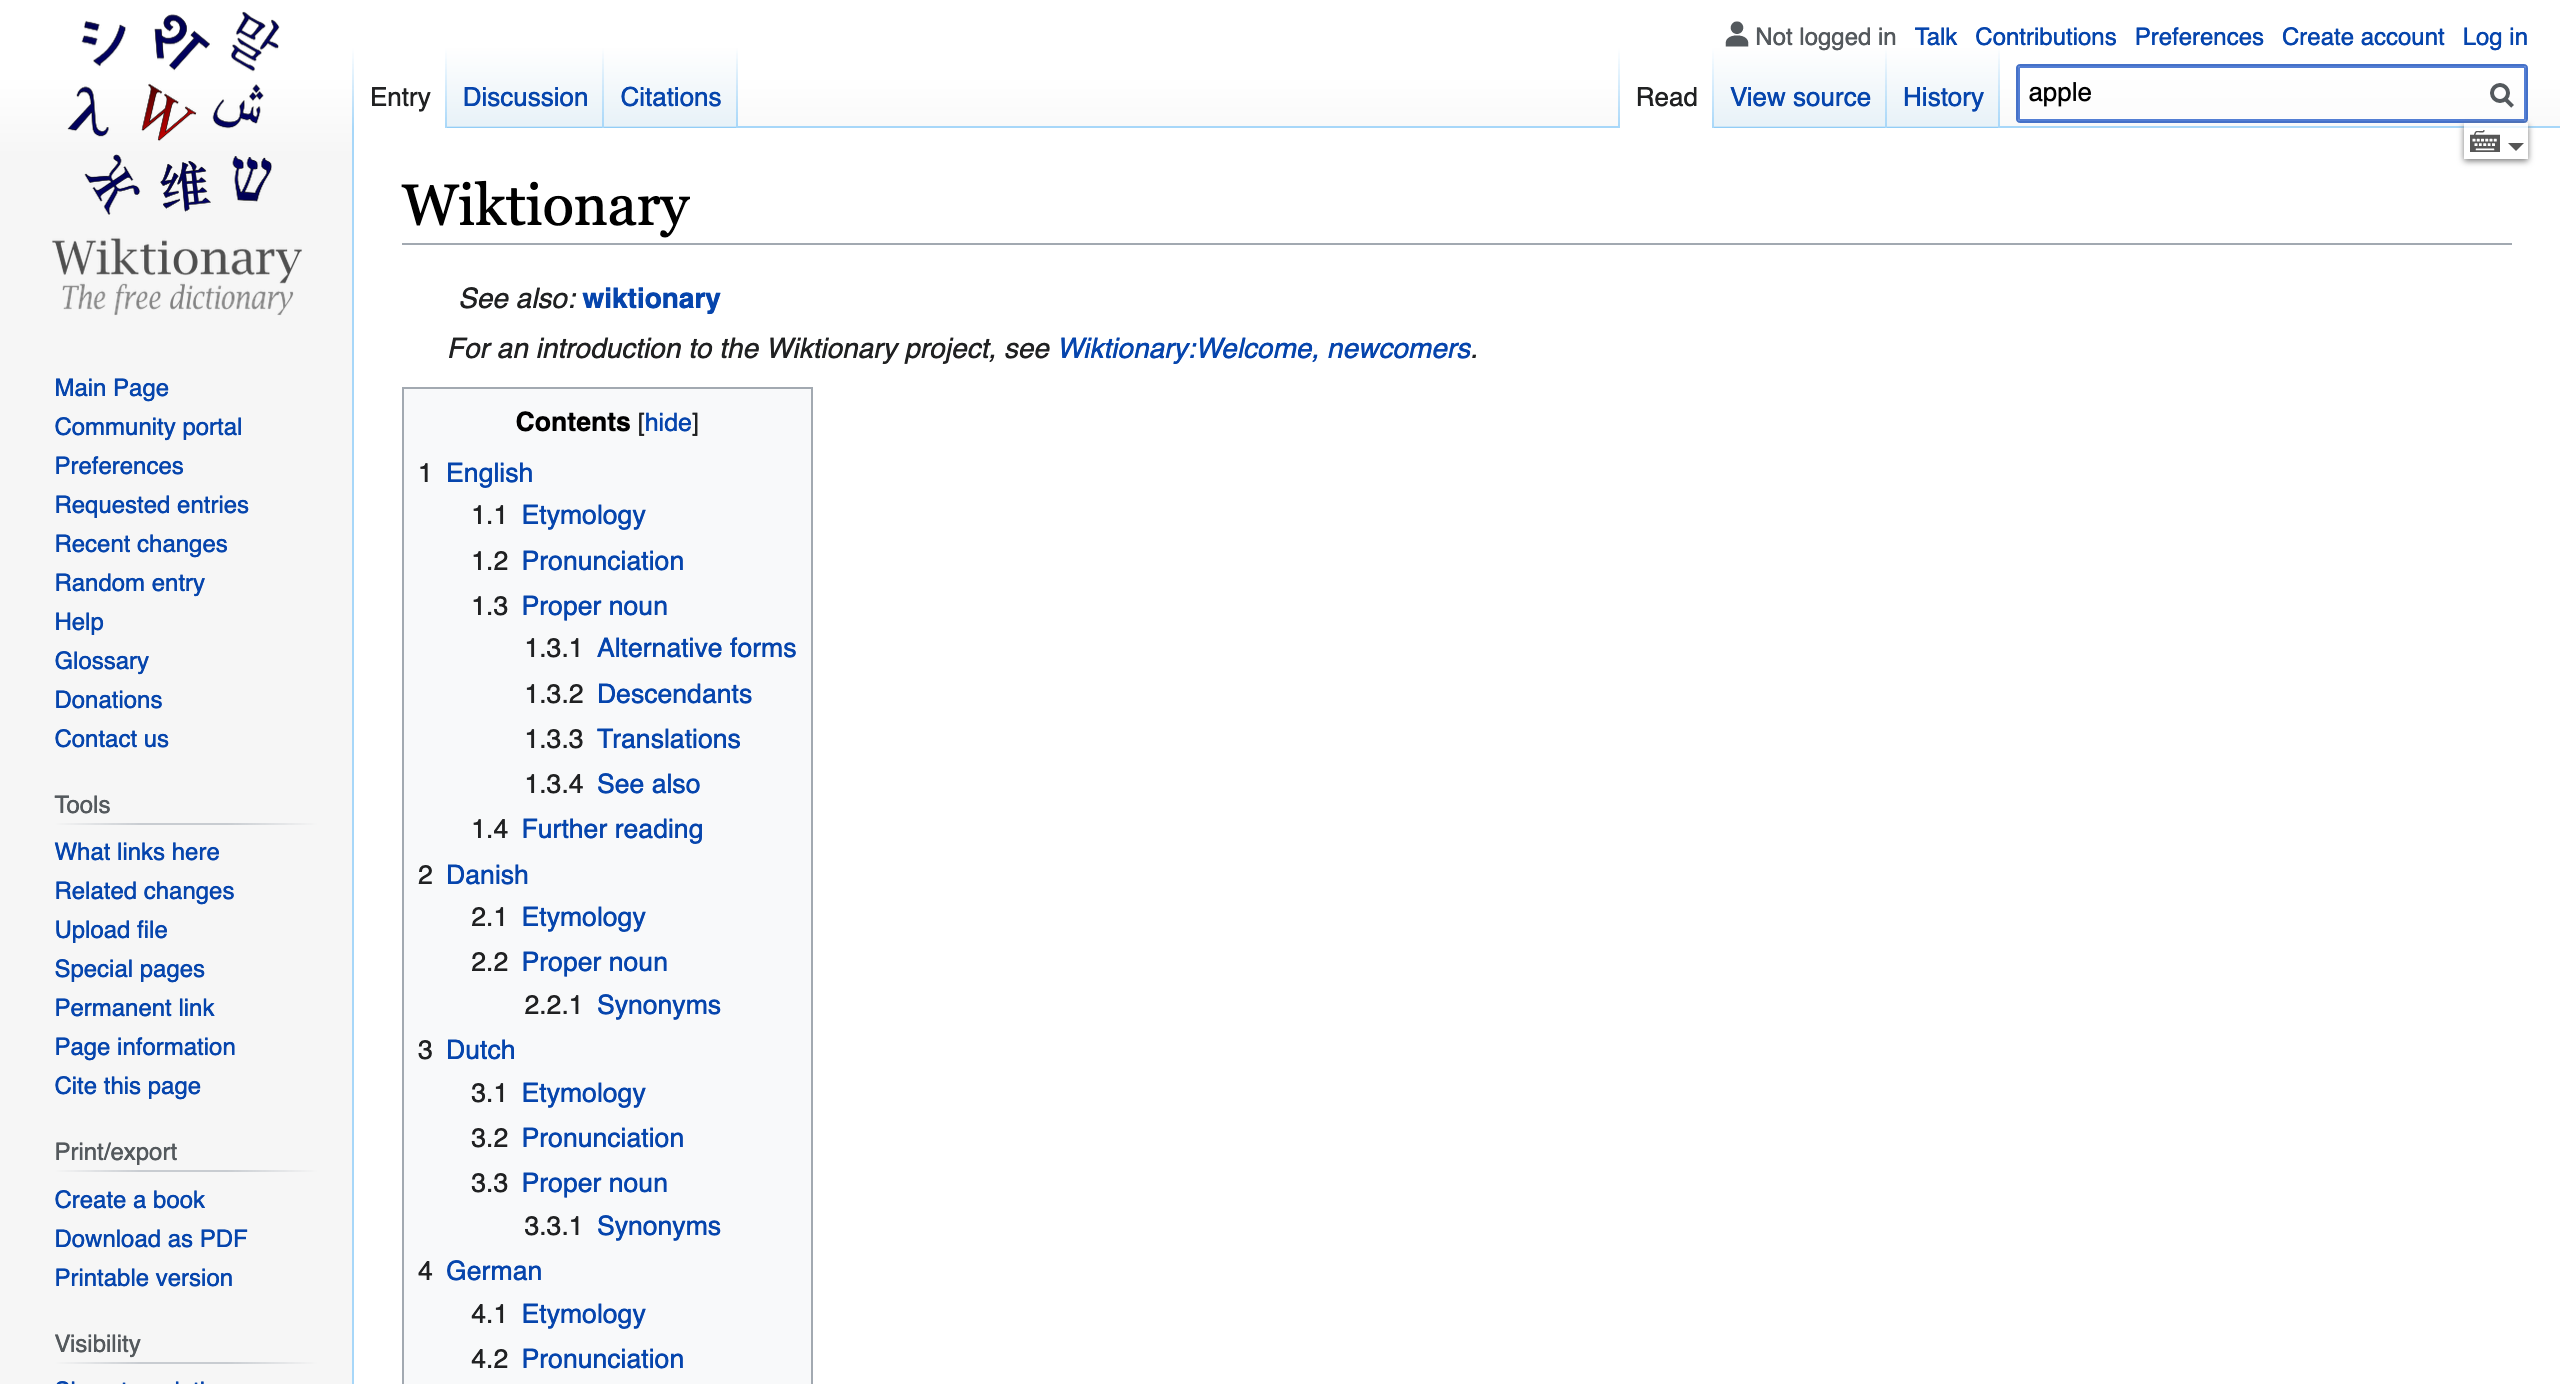 シ
말
λ W ش
维 ש
Wiktionary
The free dictionary
Main Page
Community portal
Preferences
Requested entries
Recent changes
Random entry
Help
Glossary
Donations
Contact us
Tools
What links here
Related changes
Upload file
Special pages
Permanent link
Page information
Cite this page
Print/export
Create a book
Download as PDF
Printable version
Visibility
Not logged in Talk Contributions Preferences Create account Log in
Entry Discussion Citations Read View source History apple
Wiktionary
See also: wiktionary
For an introduction to the Wiktionary project, see Wiktionary:Welcome, newcomers.
Contents [hide]
1 English
1.1 Etymology
1.2 Pronunciation
1.3 Proper noun
1.3.1 Alternative forms
1.3.2 Descendants
1.3.3 Translations
1.3.4 See also
1.4 Further reading
2 Danish
2.1 Etymology
2.2 Proper noun
2.2.1 Synonyms
3 Dutch
3.1 Etymology
3.2 Pronunciation
3.3 Proper noun
3.3.1 Synonyms
4 German
4.1 Etymology
4.2 Pronunciation